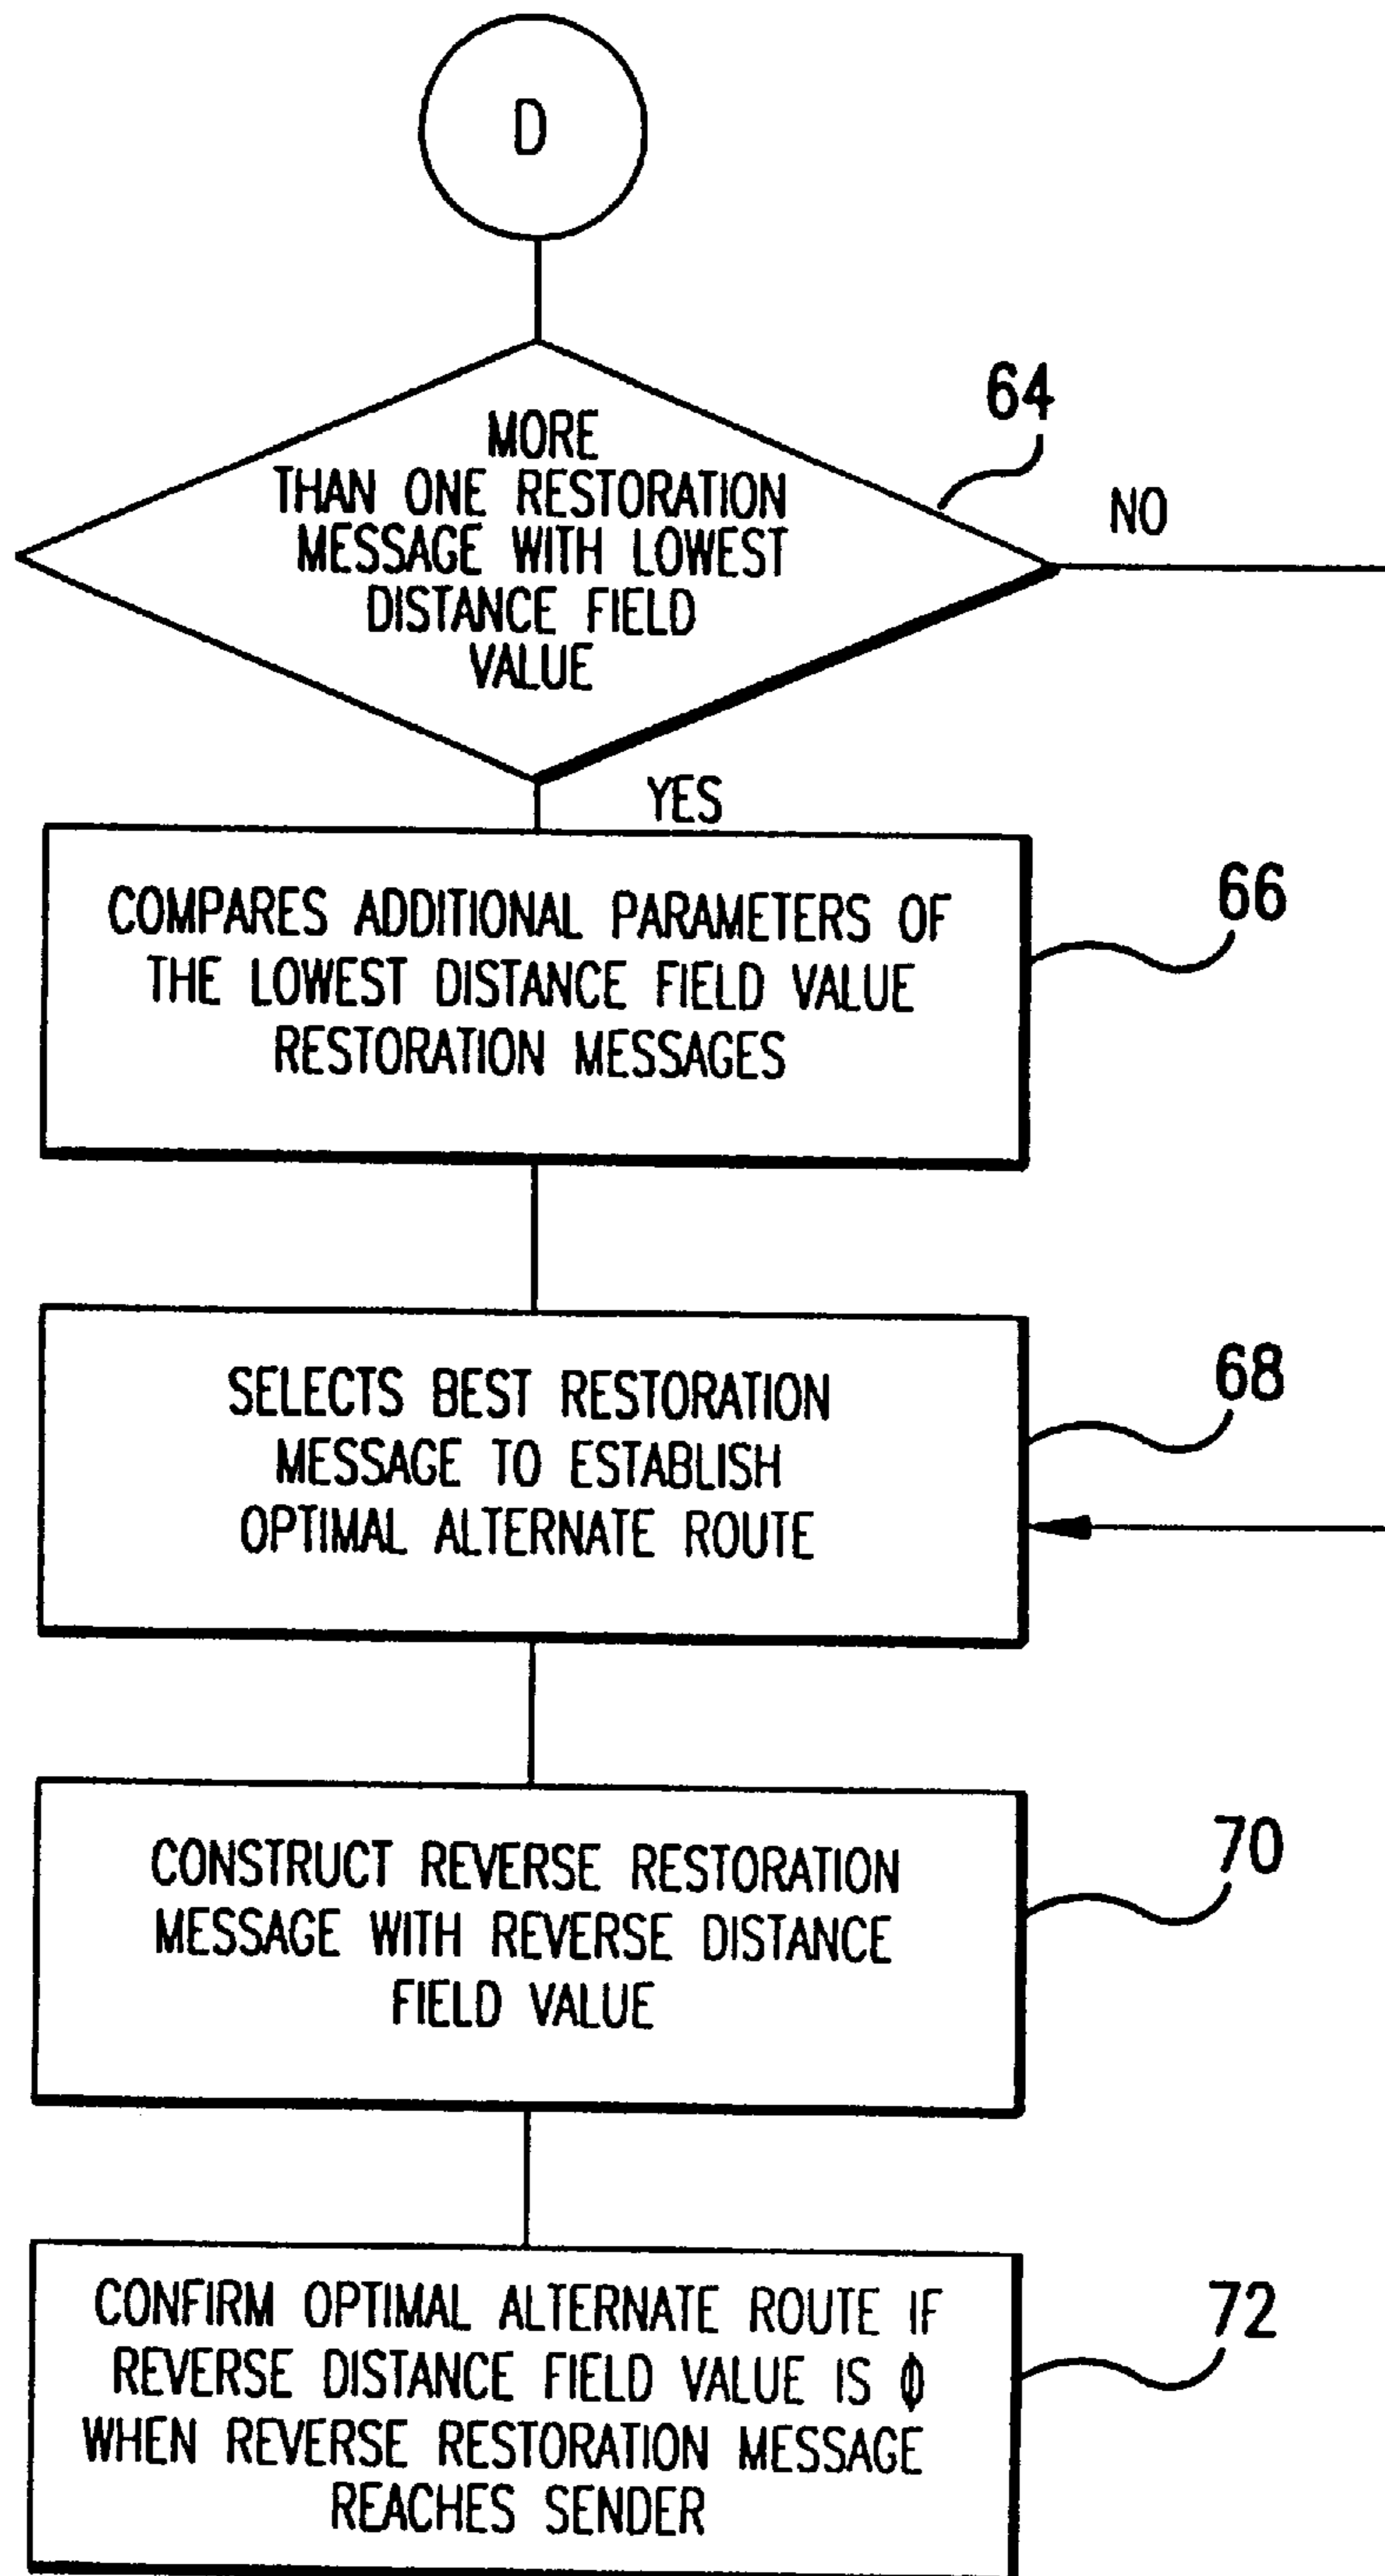 D
MORE
THAN ONE RESTORATION
MESSAGE WITH LOWEST
DISTANCE FIELD
VALUE
64
NO
YES
COMPARES ADDITIONAL PARAMETERS OF
THE LOWEST DISTANCE FIELD VALUE
RESTORATION MESSAGES
66
SELECTS BEST RESTORATION
MESSAGE TO ESTABLISH
OPTIMAL ALTERNATE ROUTE
68
CONSTRUCT REVERSE RESTORATION
MESSAGE WITH REVERSE DISTANCE
FIELD VALUE
70
CONFIRM OPTIMAL ALTERNATE ROUTE IF
REVERSE DISTANCE FIELD VALUE IS ϕ
WHEN REVERSE RESTORATION MESSAGE
REACHES SENDER
72